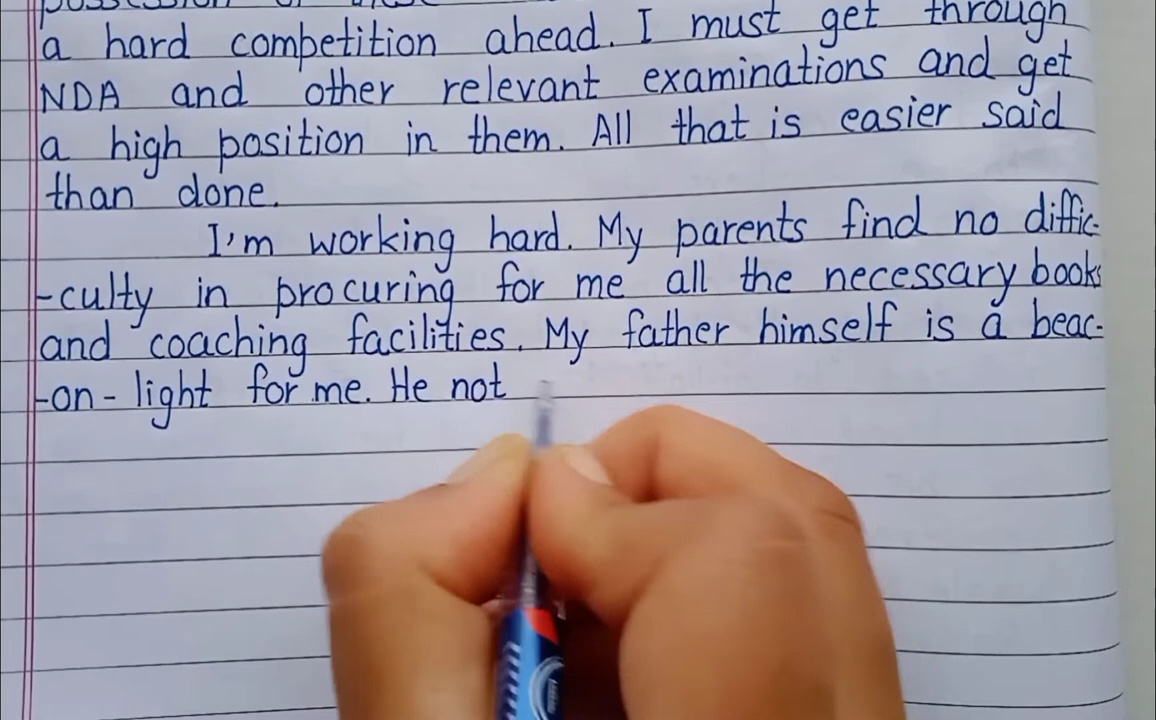 a hard competition ahead. I must get through
NDA and other relevant examinations and get
a high position in them. All that is easier said
than done.
I'm working hard. My parents find no diffic-
-culty in procuring for me all the necessary books
and coaching facilities. My father himself is a beac-
-on-light for me. He not